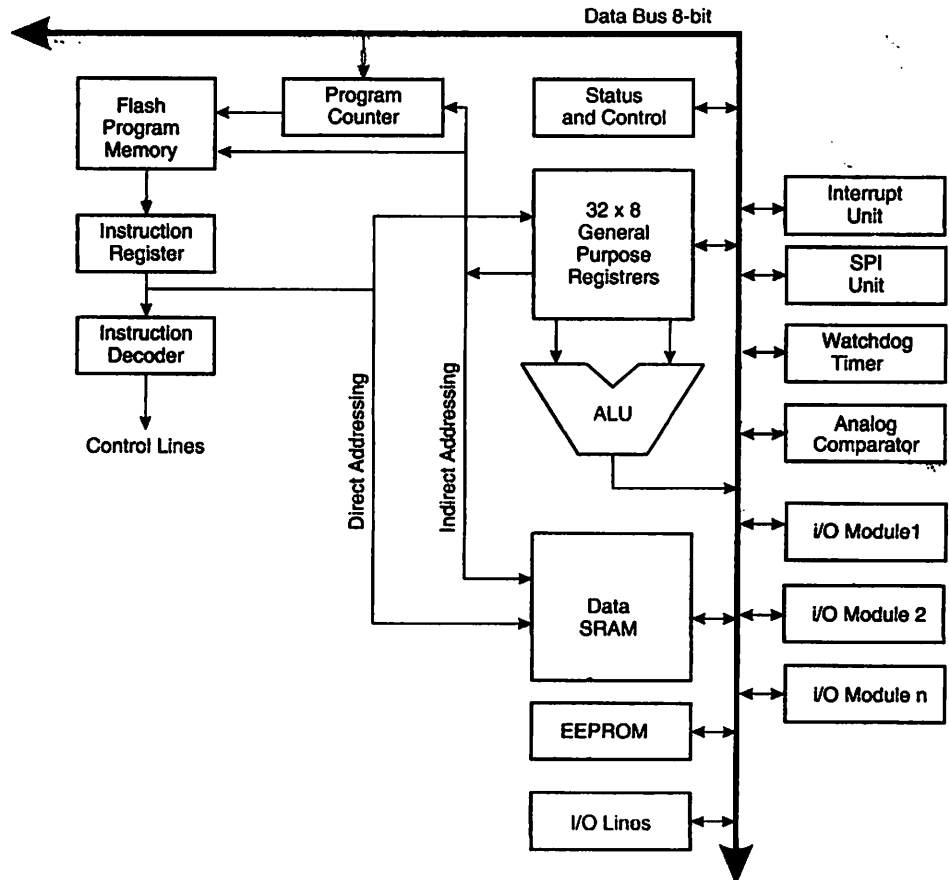 Data Bus 8-bit
Flash
Program
Memory
Program
Counter
Status
and Control
Instruction
Register
32 x 8
General
Purpose
Registrers
Interrupt
Unit
SPI
Unit
Instruction
Decoder
Watchdog
Timer
Control Lines
Direct Addressing
Indirect Addressing
ALU
Analog
Comparator
i/O Module1
Data
SRAM
i/O Module 2
i/O Module n
EEPROM
I/O Lines